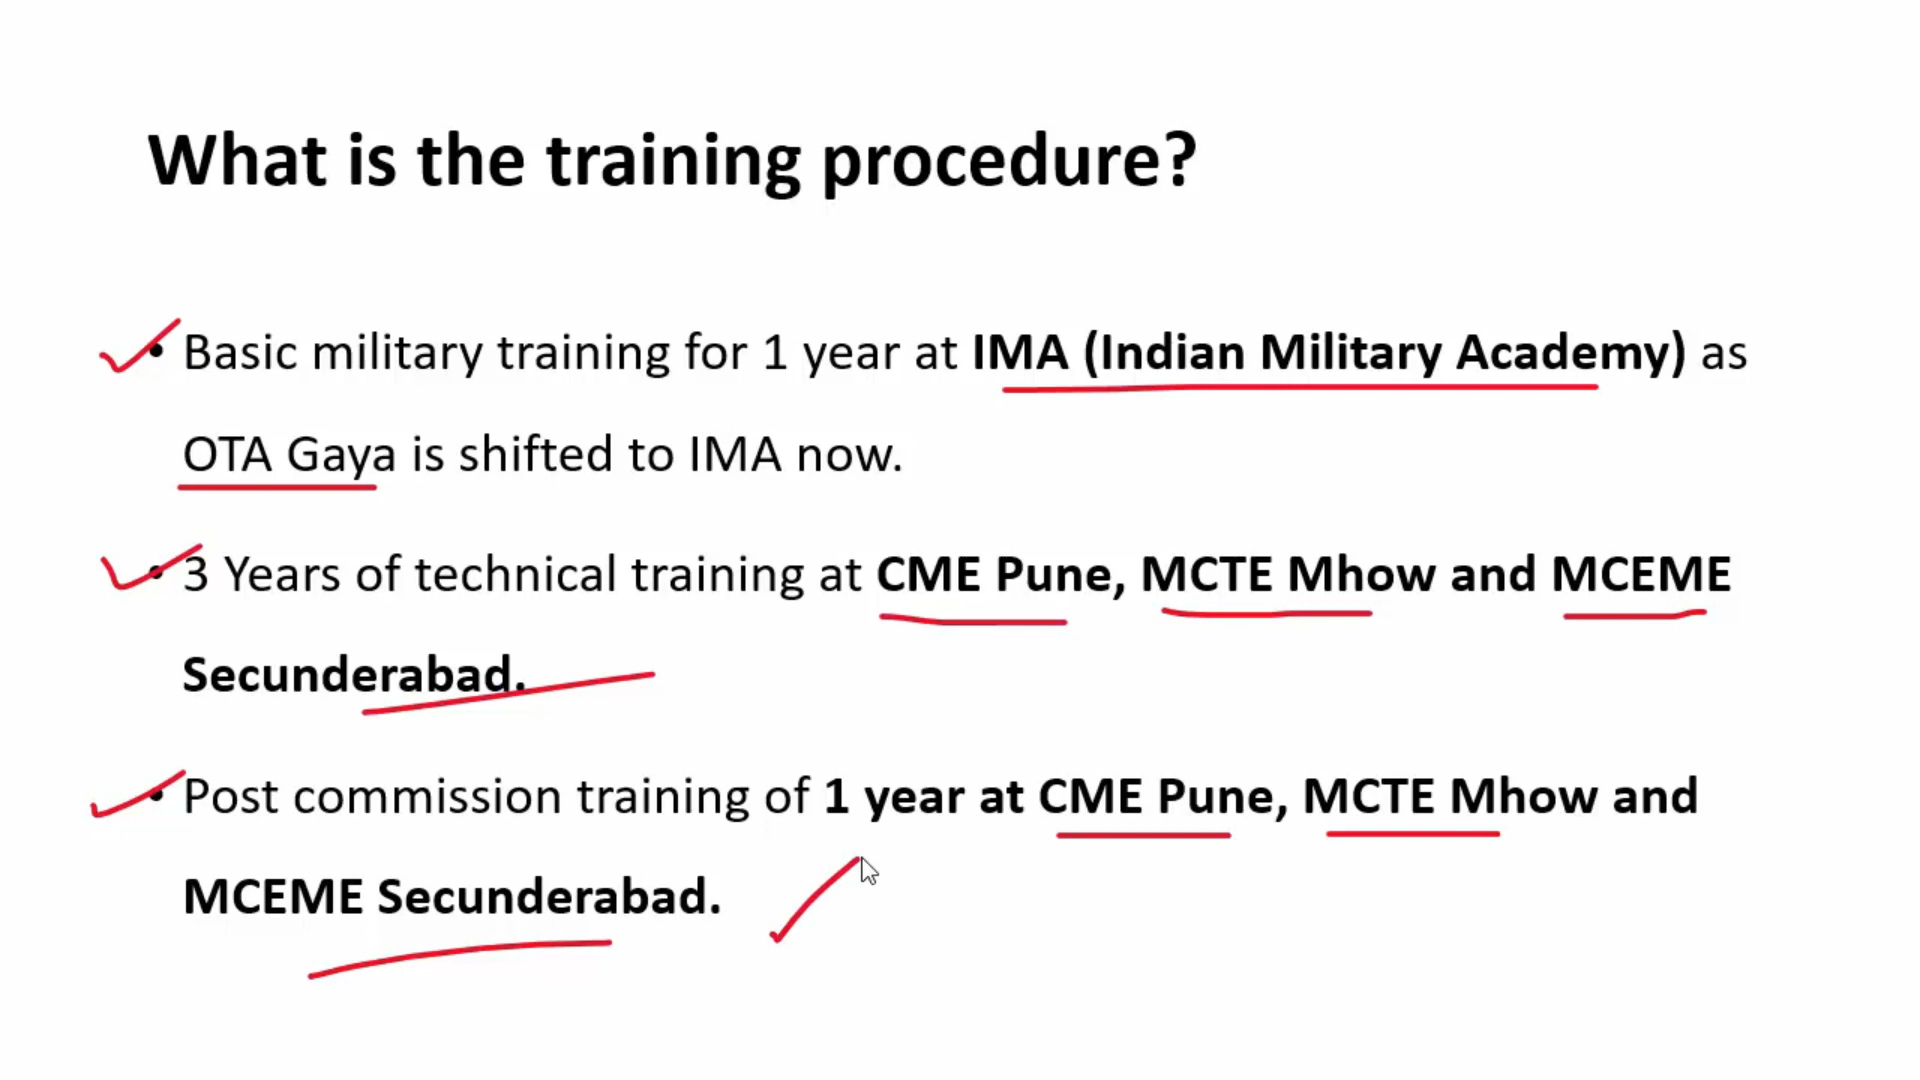 What is the training procedure?
• Basic military training for 1 year at IMA (Indian Military Academy) as
OTA Gaya is shifted to IMA now.
• 3 Years of technical training at CME Pune, MCTE Mhow and MCEME
Secunderabad.
• Post commission training of 1 year at CME Pune, MCTE Mhow and
MCEME Secunderabad.